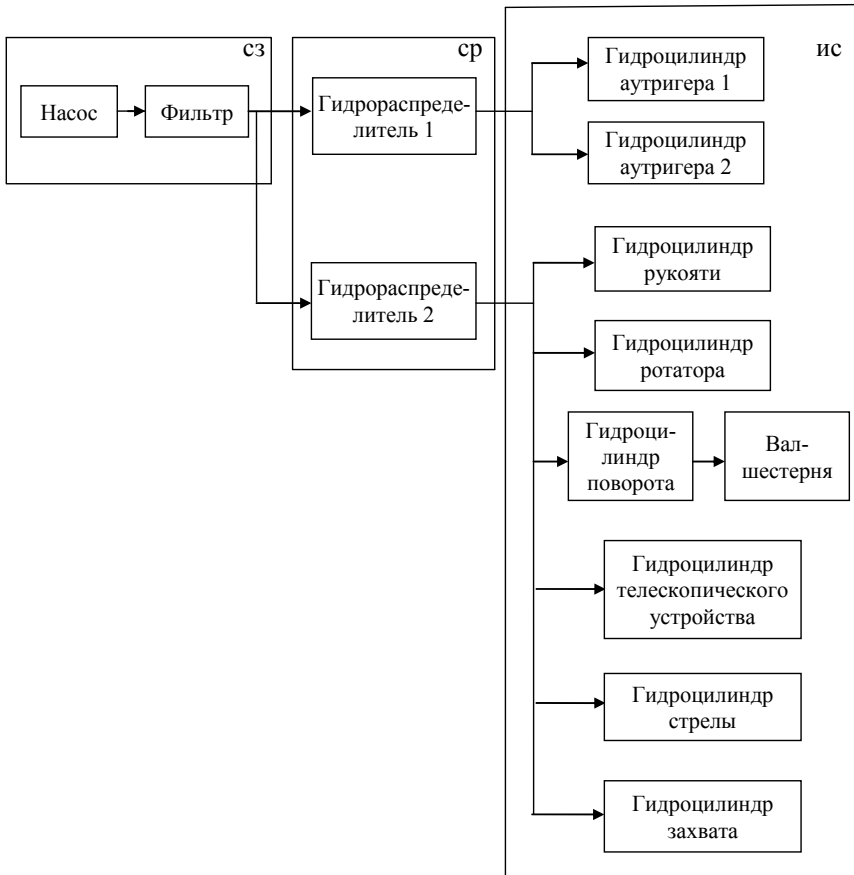 сз
ср
ис
Насос
Фильтр
Гидрораспреде-
литель 1
Гидроцилиндр
аутригера 1
Гидроцилиндр
аутригера 2
Гидрораспреде-
литель 2
Гидроцилиндр
рукояти
Гидроцилиндр
ротатора
Гидроци-
линдр
поворота
Вал-
шестерня
Гидроцилиндр
телескопического
устройства
Гидроцилиндр
стрелы
Гидроцилиндр
захвата